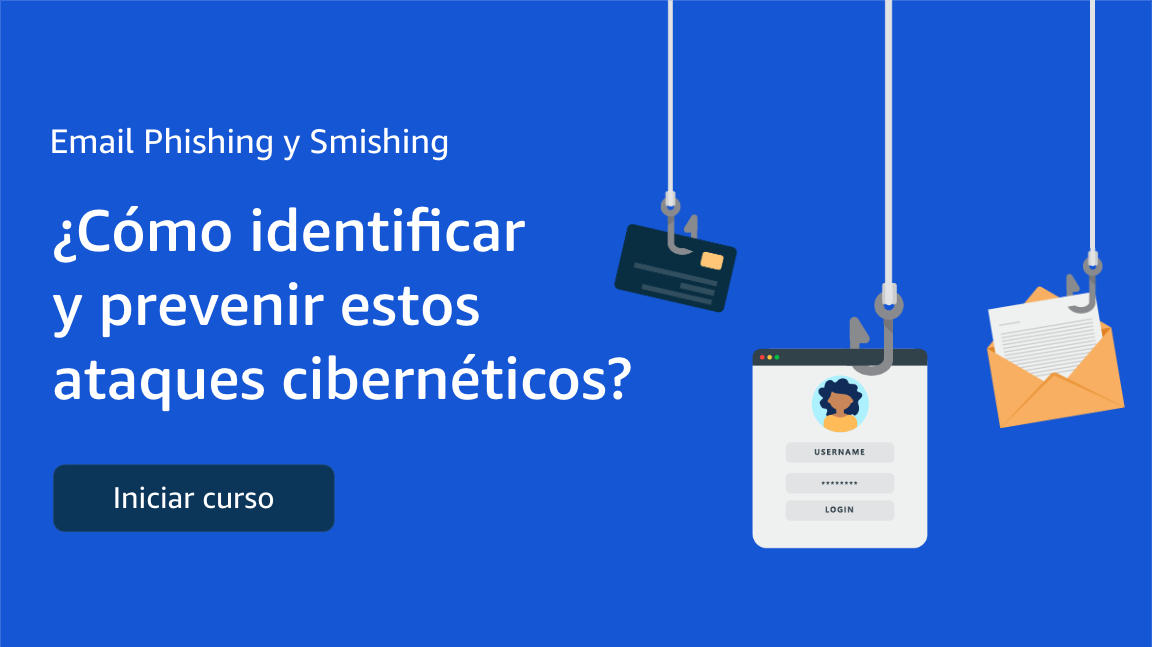 Email Phishing y Smishing
¿Cómo identificar
y prevenir estos
ataques cibernéticos?
Iniciar curso
USERNAME
********
LOGIN